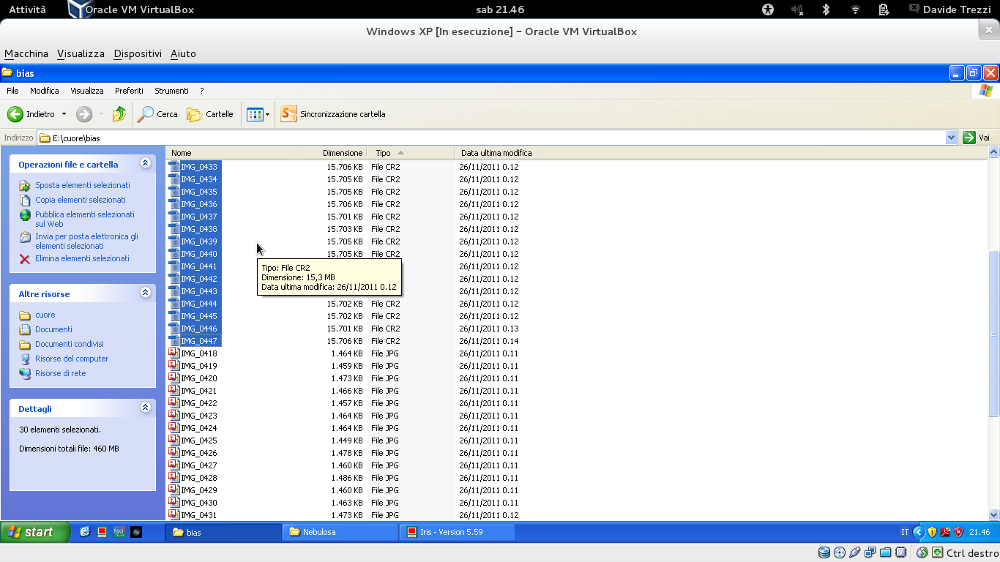 Attività Oracle VM VirtualBox sab 21.46 Davide Trezzi
Windows XP [In esecuzione] - Oracle VM VirtualBox
Macchina Visualizza Dispositivi Aiuto
bias
File Modifica Visualizza Preferiti Strumenti ?
Indietro Cerca Cartelle Sincronizzazione cartella
Indirizzo E:\cuore\bias Vai
Operazioni file e cartella
Sposta elementi selezionati
Copia elementi selezionati
Pubblica elementi selezionati
sul Web
Invia per posta elettronica gli
elementi selezionati
Elimina elementi selezionati
Altre risorse
cuore
Documenti
Documenti condivisi
Risorse del computer
Risorse di rete
Dettagli
30 elementi selezionati.
Dimensioni totali file: 460 MB
Nome Dimensione Tipo Data ultima modifica
IMG_0433 15.706 KB File CR2 26/11/2011 0.12
IMG_0434 15.705 KB File CR2 26/11/2011 0.12
IMG_0435 15.705 KB File CR2 26/11/2011 0.12
IMG_0436 15.706 KB File CR2 26/11/2011 0.12
IMG_0437 15.701 KB File CR2 26/11/2011 0.12
IMG_0438 15.703 KB File CR2 26/11/2011 0.12
IMG_0439 15.705 KB File CR2 26/11/2011 0.12
IMG_0440 15.705 KB File CR2 26/11/2011 0.12
IMG_0441 26/11/2011 0.12
IMG_0442 26/11/2011 0.12
IMG_0443 26/11/2011 0.12
Tipo: File CR2
Dimensione: 15,3 MB
Data ultima modifica: 26/11/2011 0.12
IMG_0444 15.702 KB File CR2 26/11/2011 0.12
IMG_0445 15.702 KB File CR2 26/11/2011 0.12
IMG_0446 15.701 KB File CR2 26/11/2011 0.13
IMG_0447 15.706 KB File CR2 26/11/2011 0.14
IMG_0418 1.464 KB File JPG 26/11/2011 0.11
IMG_0419 1.459 KB File JPG 26/11/2011 0.11
IMG_0420 1.473 KB File JPG 26/11/2011 0.11
IMG_0421 1.466 KB File JPG 26/11/2011 0.11
IMG_0422 1.457 KB File JPG 26/11/2011 0.11
IMG_0423 1.464 KB File JPG 26/11/2011 0.11
IMG_0424 1.464 KB File JPG 26/11/2011 0.11
IMG_0425 1.449 KB File JPG 26/11/2011 0.11
IMG_0426 1.478 KB File JPG 26/11/2011 0.11
IMG_0427 1.460 KB File JPG 26/11/2011 0.11
IMG_0428 1.486 KB File JPG 26/11/2011 0.11
IMG_0429 1.460 KB File JPG 26/11/2011 0.11
IMG_0430 1.463 KB File JPG 26/11/2011 0.11
IMG_0431 1.473 KB File JPG 26/11/2011 0.12
start bias Nebulosa Iris - Version 5.59 IT 21.46
Ctrl destro